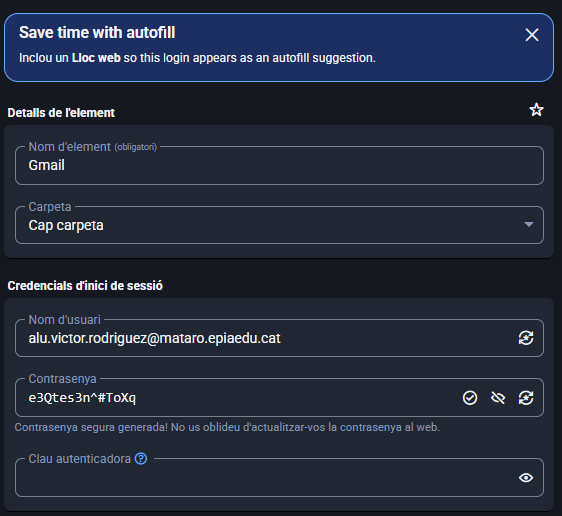 Save time with autofill
Inclou un Lloc web so this login appears as an autofill suggestion.
Detalls de l'element
Nom d'element (obligatori)
Gmail
Carpeta
Cap carpeta
Credencials d'inici de sessió
Nom d'usuari
alu.victor.rodriguez@mataro.epiaedu.cat
Contrasenya
e3Qtes3n^#ToXq
Contrasenya segura generada! No us oblideu d'actualitzar-vos la contrasenya al web.
Clau autenticadora